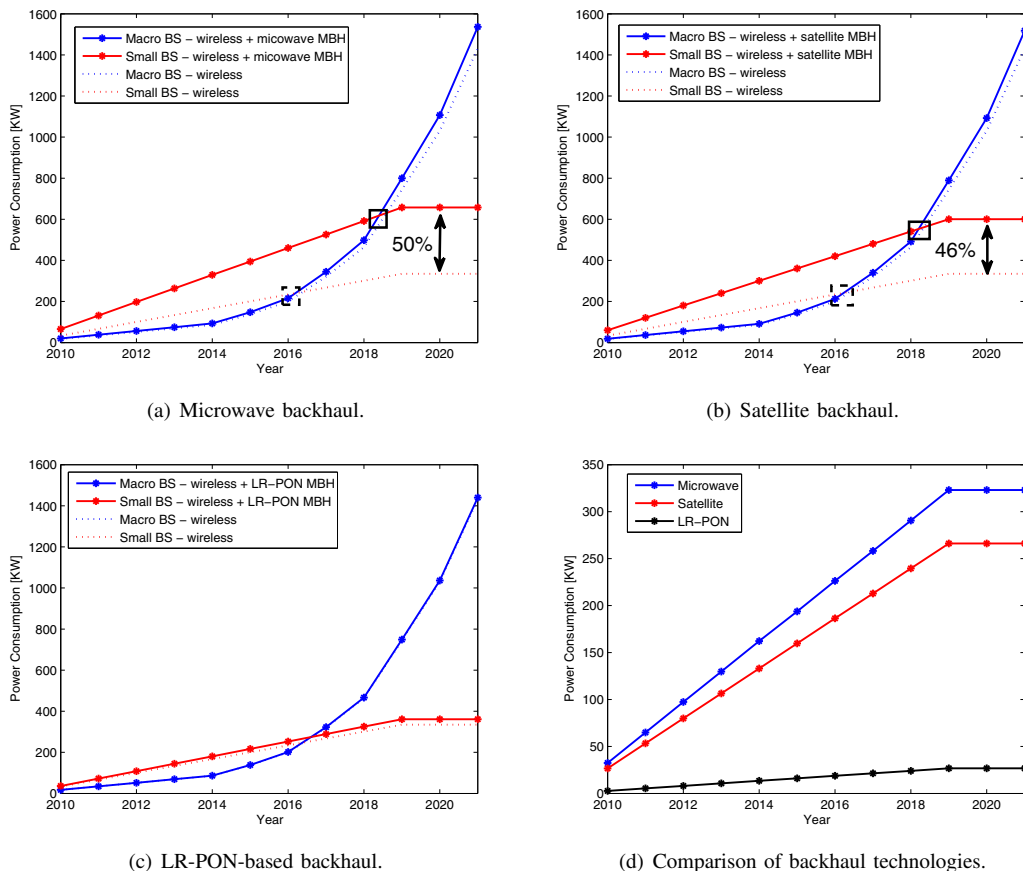 1600
1400
1200
1000
800
600
400
200
0
Power Consumption [KW]
Macro BS – wireless + micowave MBH
Small BS – wireless + micowave MBH
Macro BS – wireless
Small BS – wireless
50%
2010 2012 2014 2016 2018 2020
Year
(a) Microwave backhaul.
1600
1400
1200
1000
800
600
400
200
0
Power Consumption [KW]
Macro BS – wireless + satellite MBH
Small BS – wireless + satellite MBH
Macro BS – wireless
Small BS – wireless
46%
2010 2012 2014 2016 2018 2020
Year
(b) Satellite backhaul.
1600
1400
1200
1000
800
600
400
200
0
Power Consumption [KW]
Macro BS – wireless + LR–PON MBH
Small BS – wireless + LR–PON MBH
Macro BS – wireless
Small BS – wireless
2010 2012 2014 2016 2018 2020
Year
(c) LR-PON-based backhaul.
350
300
250
200
150
100
50
0
Power Consumption [KW]
Microwave
Satellite
LR–PON
2010 2012 2014 2016 2018 2020
Year
(d) Comparison of backhaul technologies.